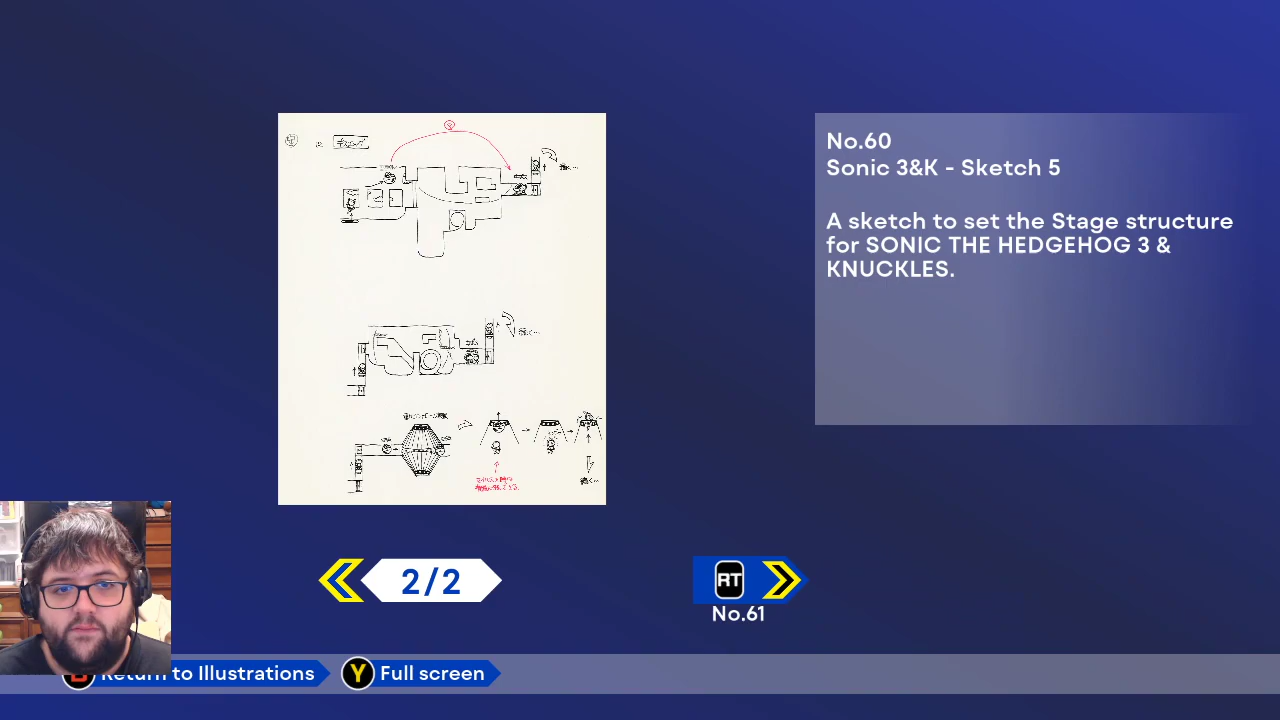 No.60
Sonic 3&K - Sketch 5
A sketch to set the Stage structure
for SONIC THE HEDGEHOG 3 &
KNUCKLES.
2/2
RT
No.61
Return to Illustrations
Y
Full screen